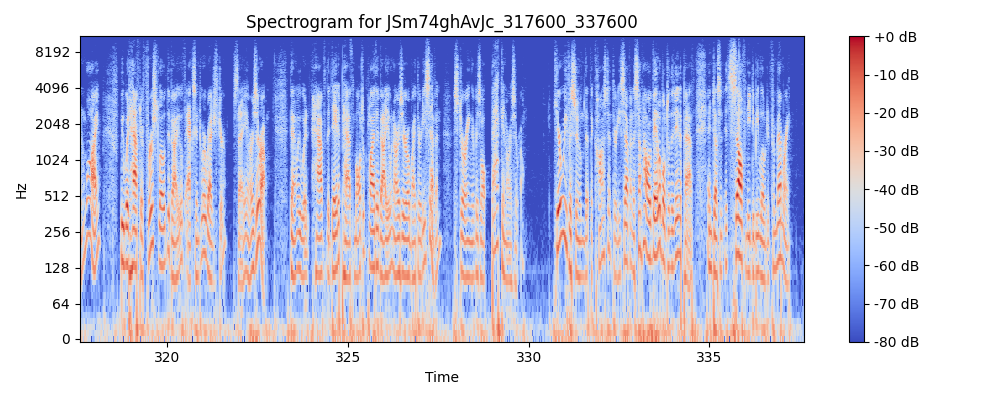 Spectrogram for JSm74ghAvJc_317600_337600
Hz
8192
4096
2048
1024
512
256
128
64
0
320
325
330
335
Time
+0 dB
-10 dB
-20 dB
-30 dB
-40 dB
-50 dB
-60 dB
-70 dB
-80 dB